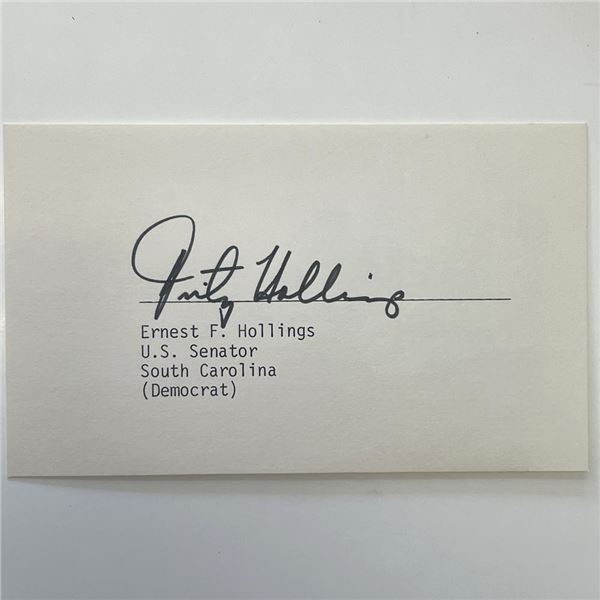 Fritz Hollings
Ernest F. Hollings
U.S. Senator
South Carolina
(Democrat)